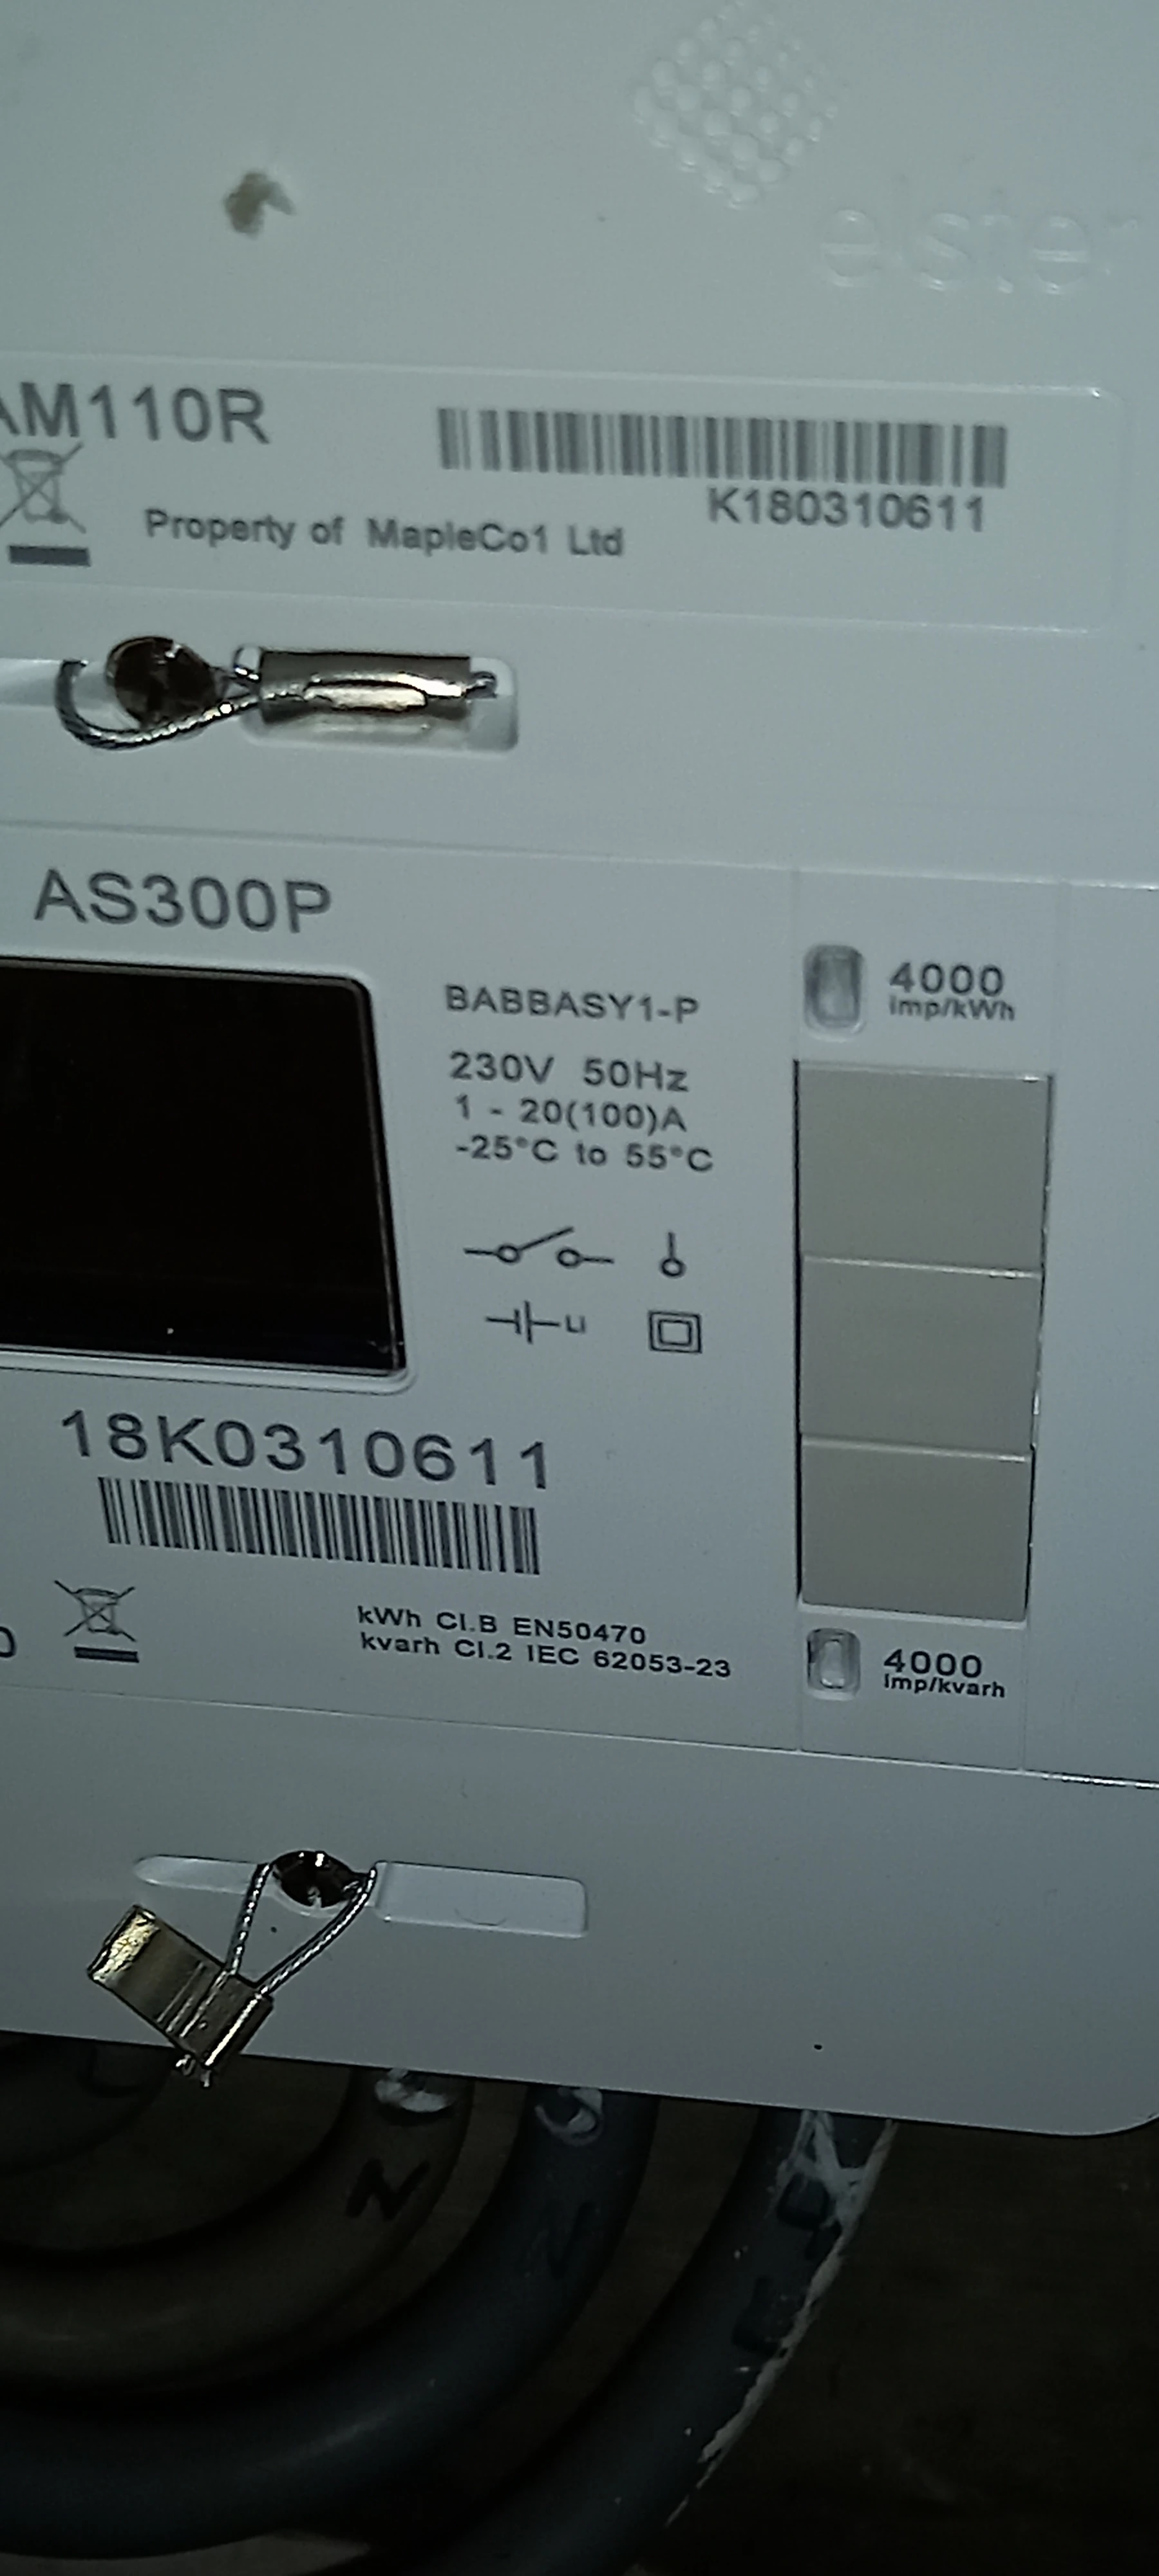 elster
AM110R
K180310611
Property of MapleCo1 Ltd
AS300P
4000
imp/kWh
BABBASY1-P
230V 50Hz
1 - 20(100)A
-25°C to 55°C
18K0310611
kWh Cl.B EN50470
kvarh Cl.2 IEC 62053-23
4000
imp/kvarh
N
N